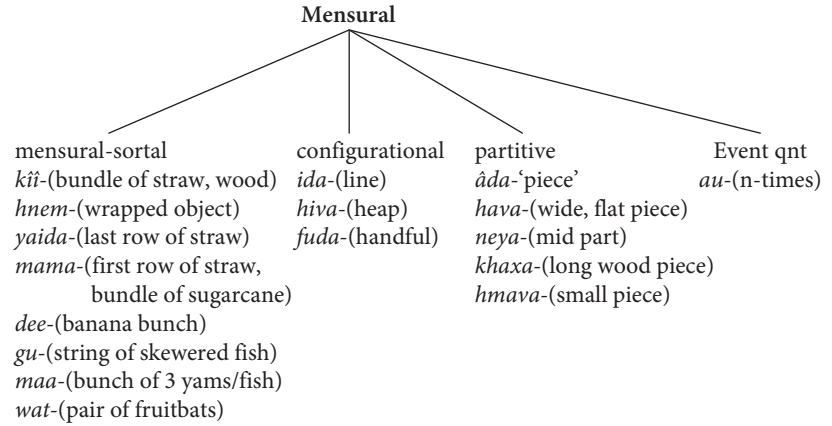 Mensural
mensural-sortal
kîî-(bundle of straw, wood)
hnem-(wrapped object)
yaida-(last row of straw)
mama-(first row of straw,
bundle of sugarcane)
dee-(banana bunch)
gu-(string of skewered fish)
maa-(bunch of 3 yams/fish)
wat-(pair of fruitbats)
configurational
ida-(line)
hiva-(heap)
fuda-(handful)
partitive
âda-‘piece’
hava-(wide, flat piece)
neya-(mid part)
khaxa-(long wood piece)
hmava-(small piece)
Event qnt
au-(n-times)